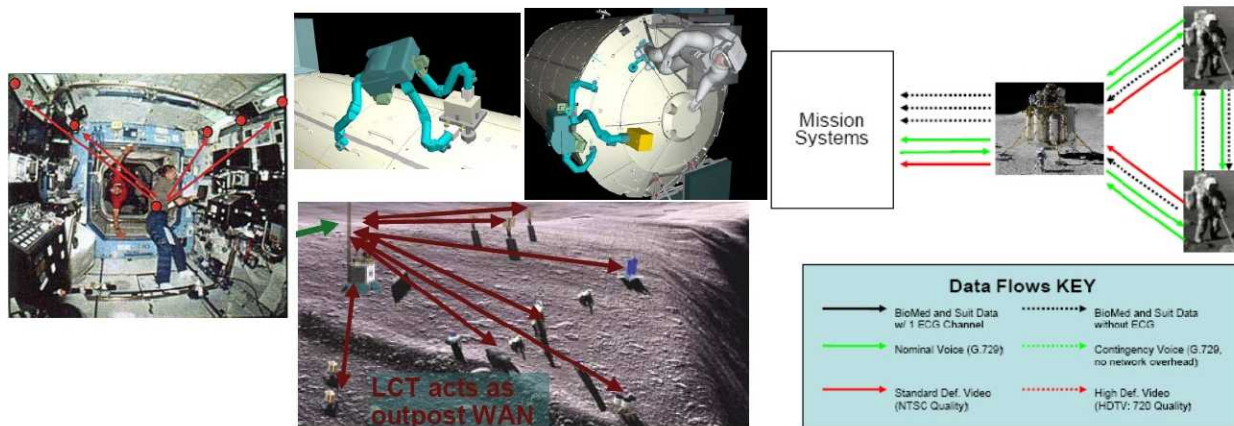 Mission
Systems
LCT acts as
outpost WAN
Data Flows KEY
BioMed and Suit Data
w/ 1 ECG Channel
BioMed and Suit Data
without ECG
Nominal Voice (G.729)
Contingency Voice (G.729,
no network overhead)
Standard Def. Video
(NTSC Quality)
High Def. Video
(HDTV: 720 Quality)